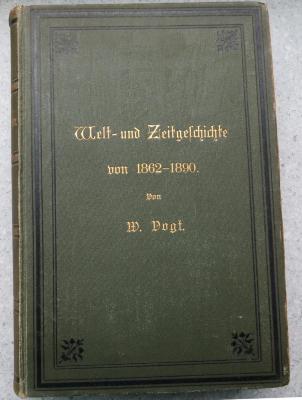 Welt- und Zeitgeschichte
von 1862-1890.
Von
W. Vogt.